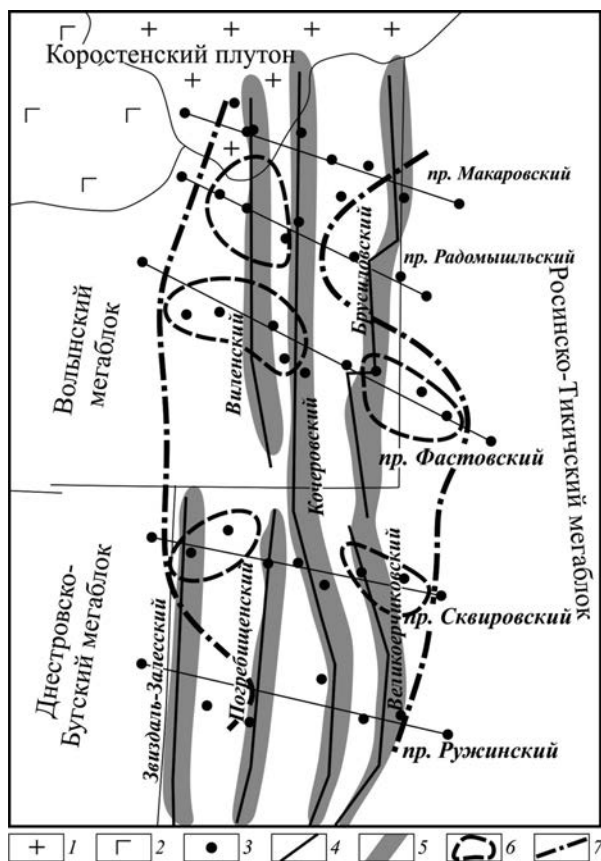 Коростенский плутон
пр. Макаровский
пр. Радомышльский
Брусиловский
Росинско-Тикичский мегаблок
Волынский
мегаблок
Виленский
Кочеровский
пр. Фастовский
Днестровско-
Бугский мегаблок
Звиздаль-Залесский
Погребищенский
Великоерчиковский
пр. Сквировский
пр. Ружинский
1 2 3 4 5 6 7